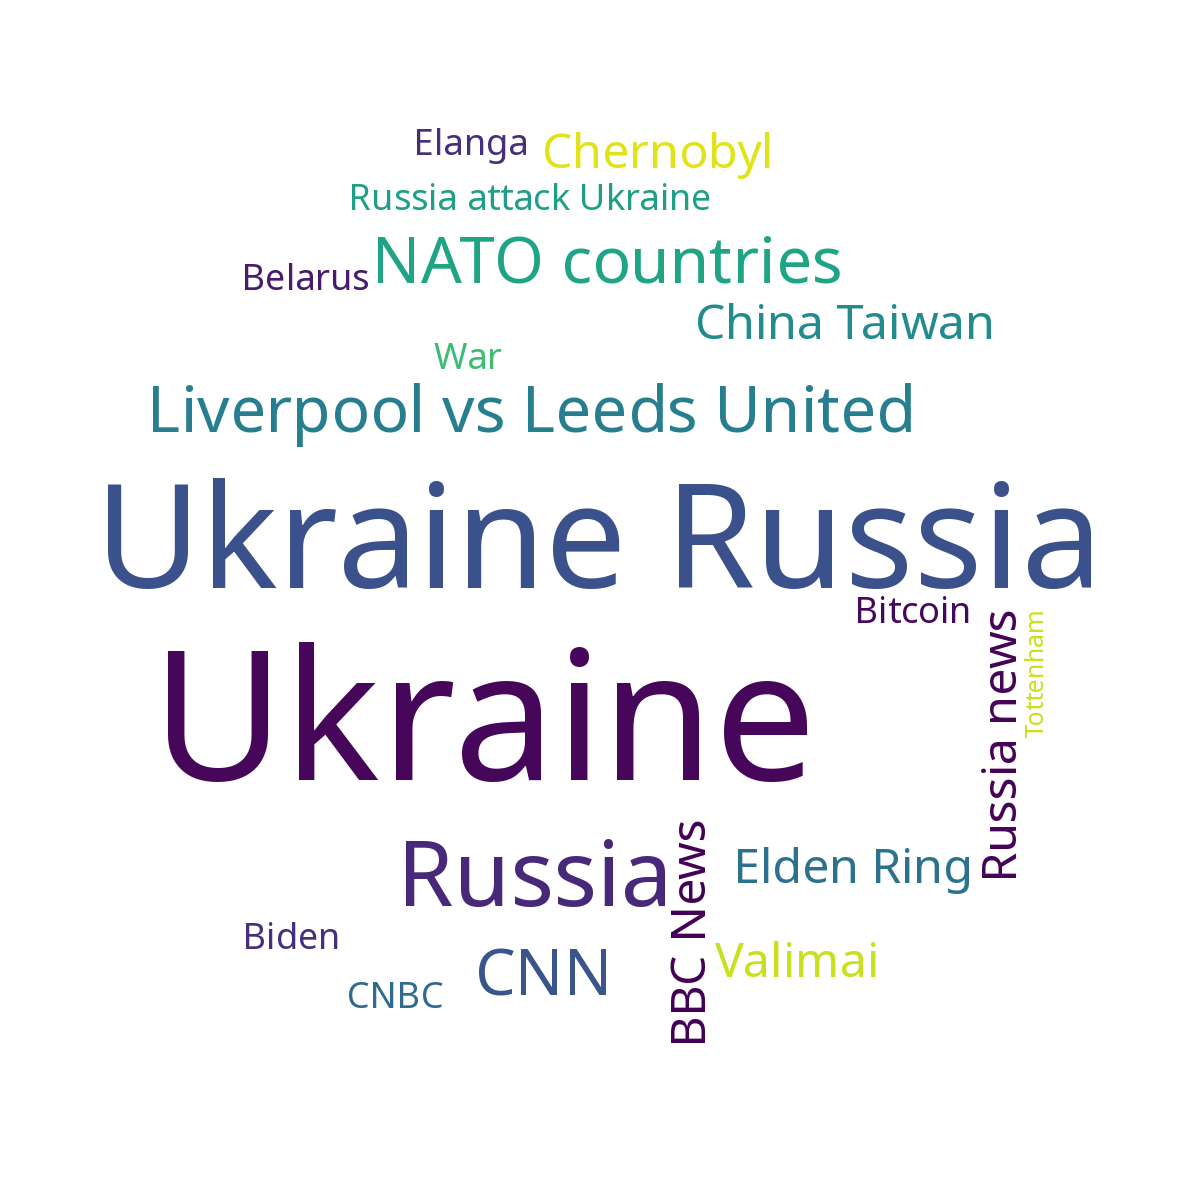 Elanga
Chernobyl
Russia attack Ukraine
NATO countries
Belarus
China Taiwan
War
Liverpool vs Leeds United
Ukraine Russia
Bitcoin
Russia news
Tottenham
Ukraine
Russia
BBC News
Elden Ring
Biden
CNN
Valimai
CNBC